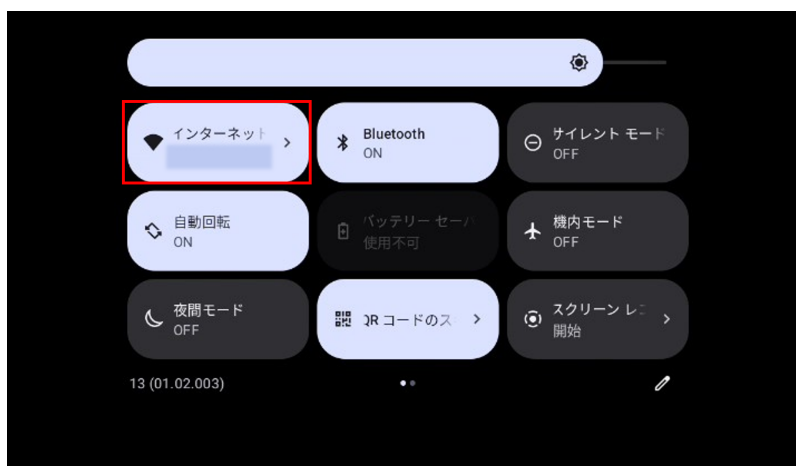 インターネット
Bluetooth
ON
サイレント モード
OFF
自動回転
ON
バッテリー セーバ
使用不可
機内モード
OFF
夜間モード
OFF
QR コードのス
スクリーン レコ
開始
13 (01.02.003)